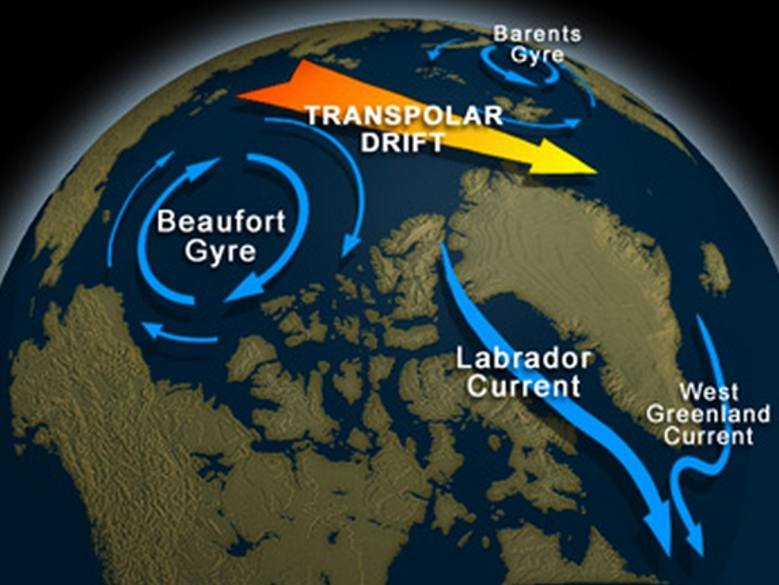 Barents
Gyre
TRANSPOLAR
DRIFT
Beaufort
Gyre
Labrador
Current
West
Greenland
Current